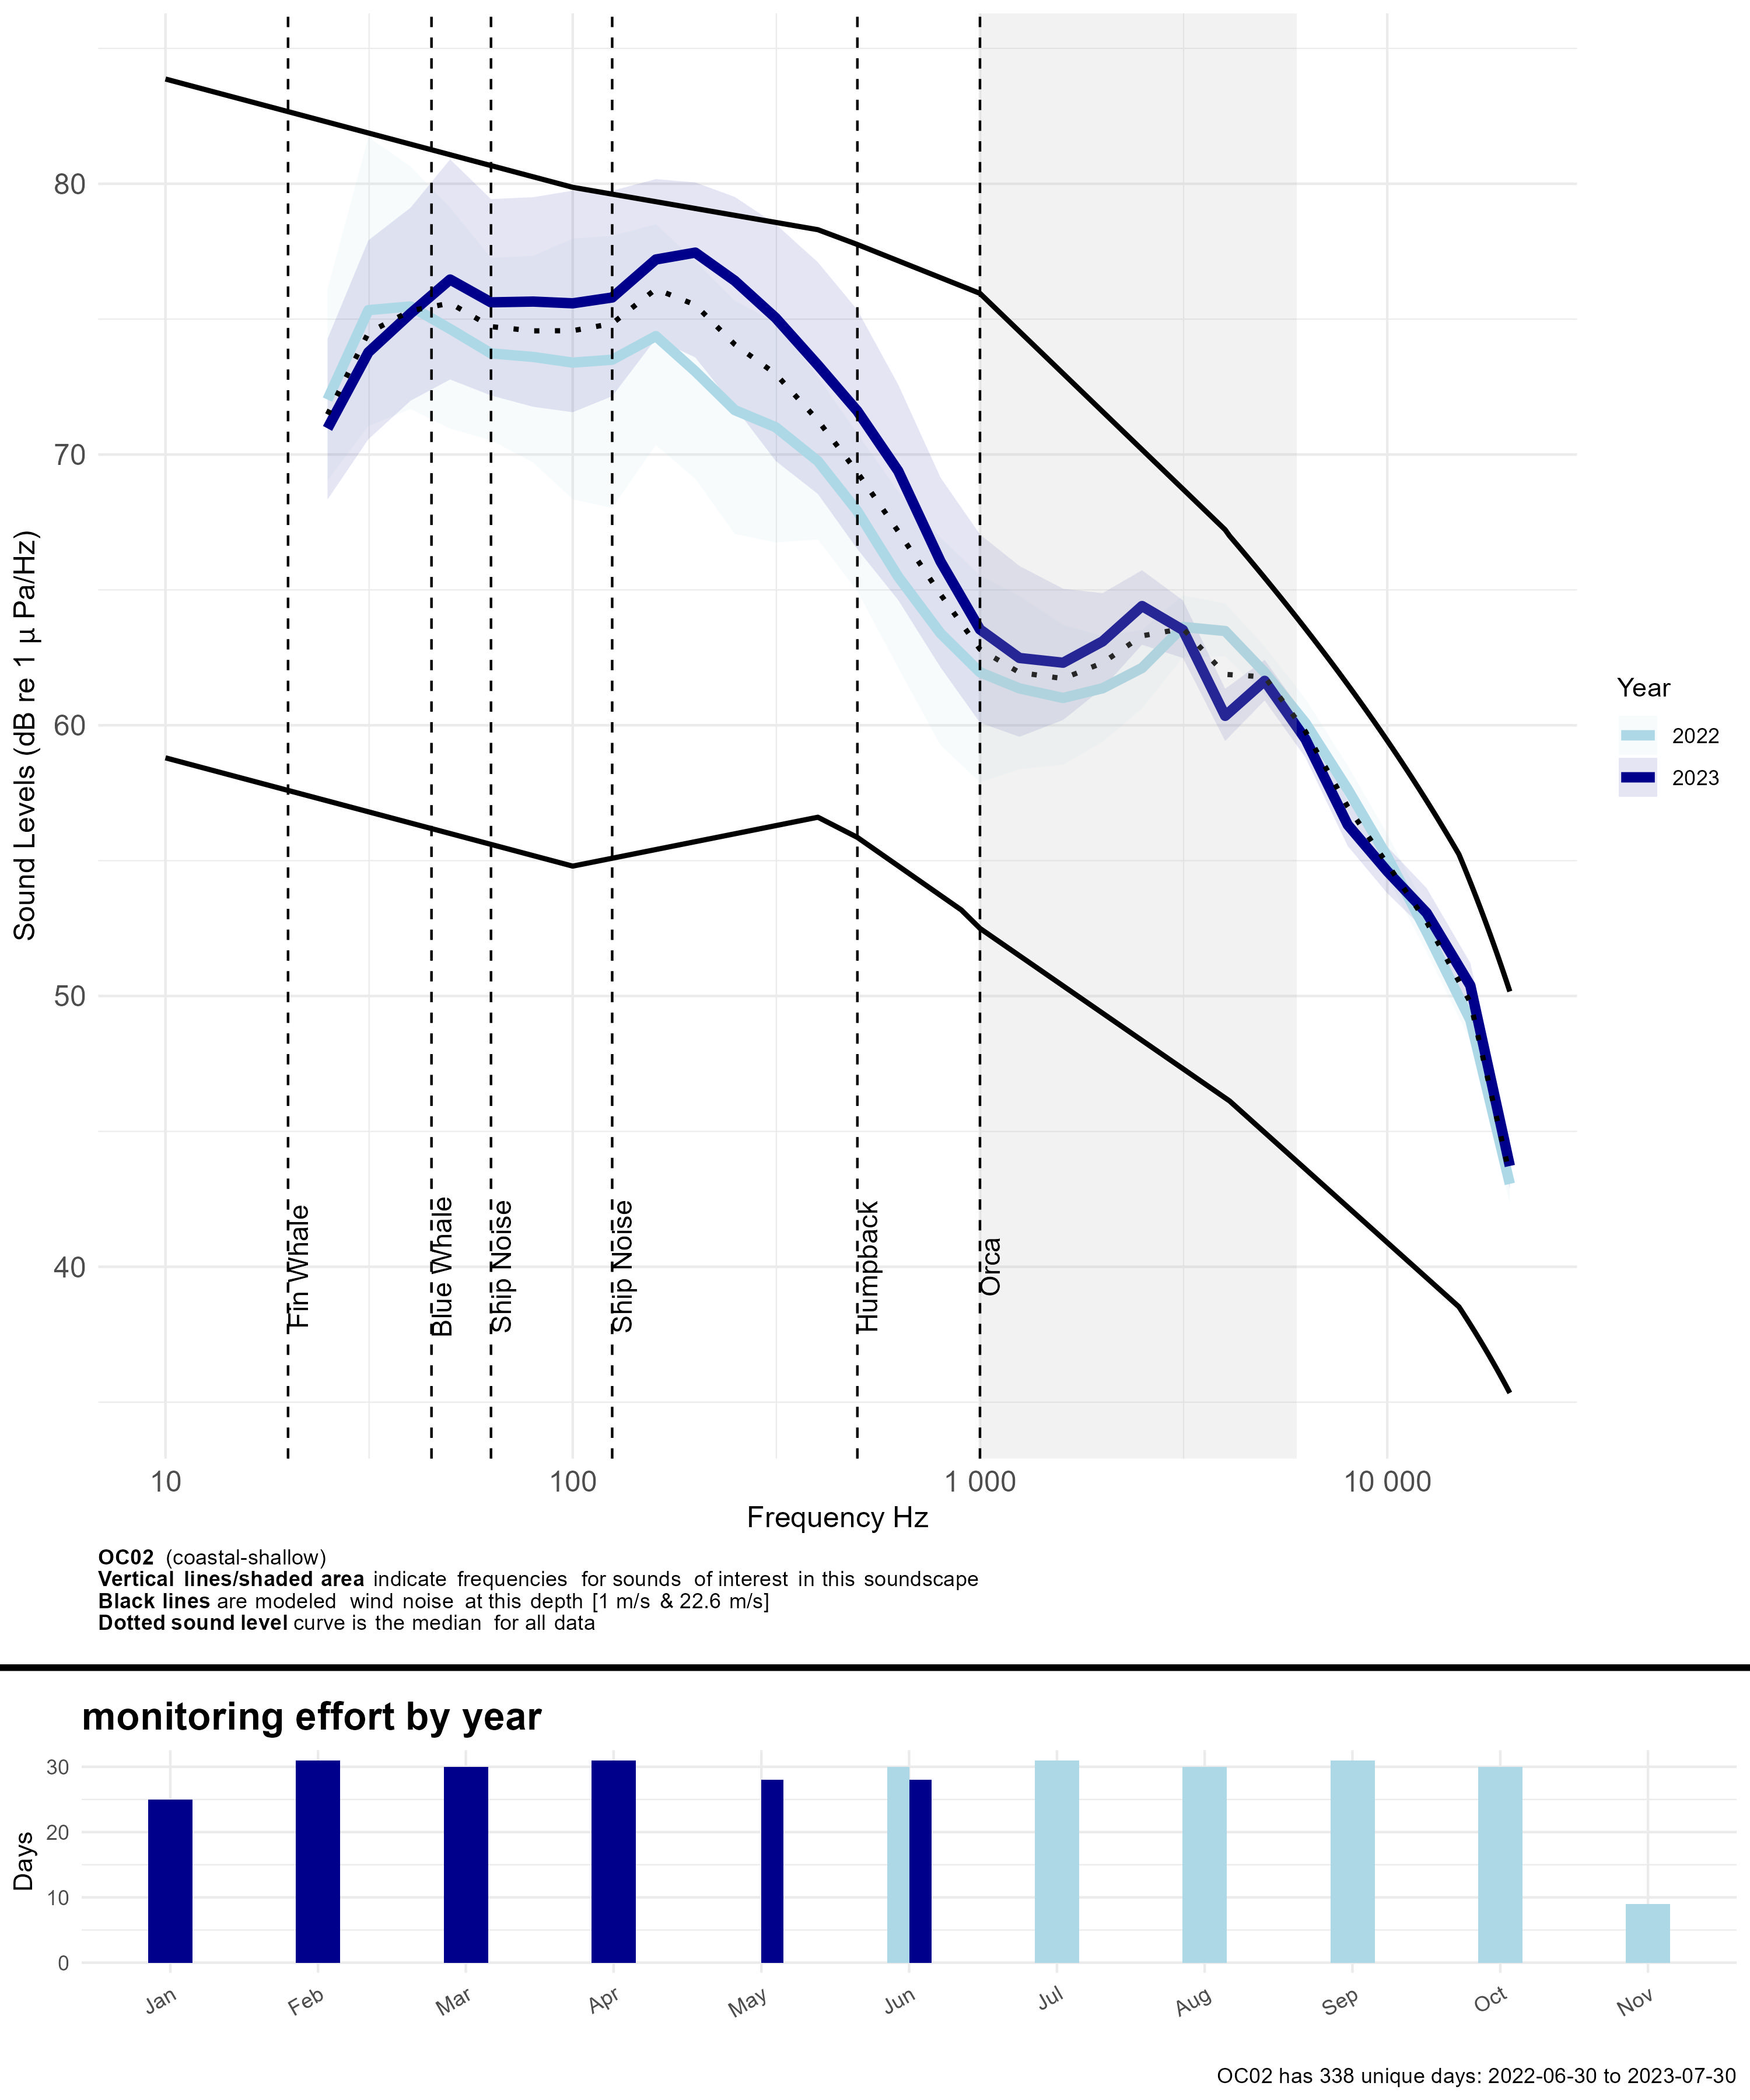 80
70
60
50
40
Sound Levels (dB re 1 µ Pa/Hz)
Fin Whale
Blue Whale
Ship Noise
Ship Noise
Humpback
Orca
10
100
1 000
10 000
Frequency Hz
Year
2022
2023
OC02 (coastal-shallow)
Vertical lines/shaded area indicate frequencies for sounds of interest in this soundscape
Black lines are modeled wind noise at this depth [1 m/s & 22.6 m/s]
Dotted sound level curve is the median for all data
monitoring effort by year
Days
30
20
10
0
Jan
Feb
Mar
Apr
May
Jun
Jul
Aug
Sep
Oct
Nov
OC02 has 338 unique days: 2022-06-30 to 2023-07-30